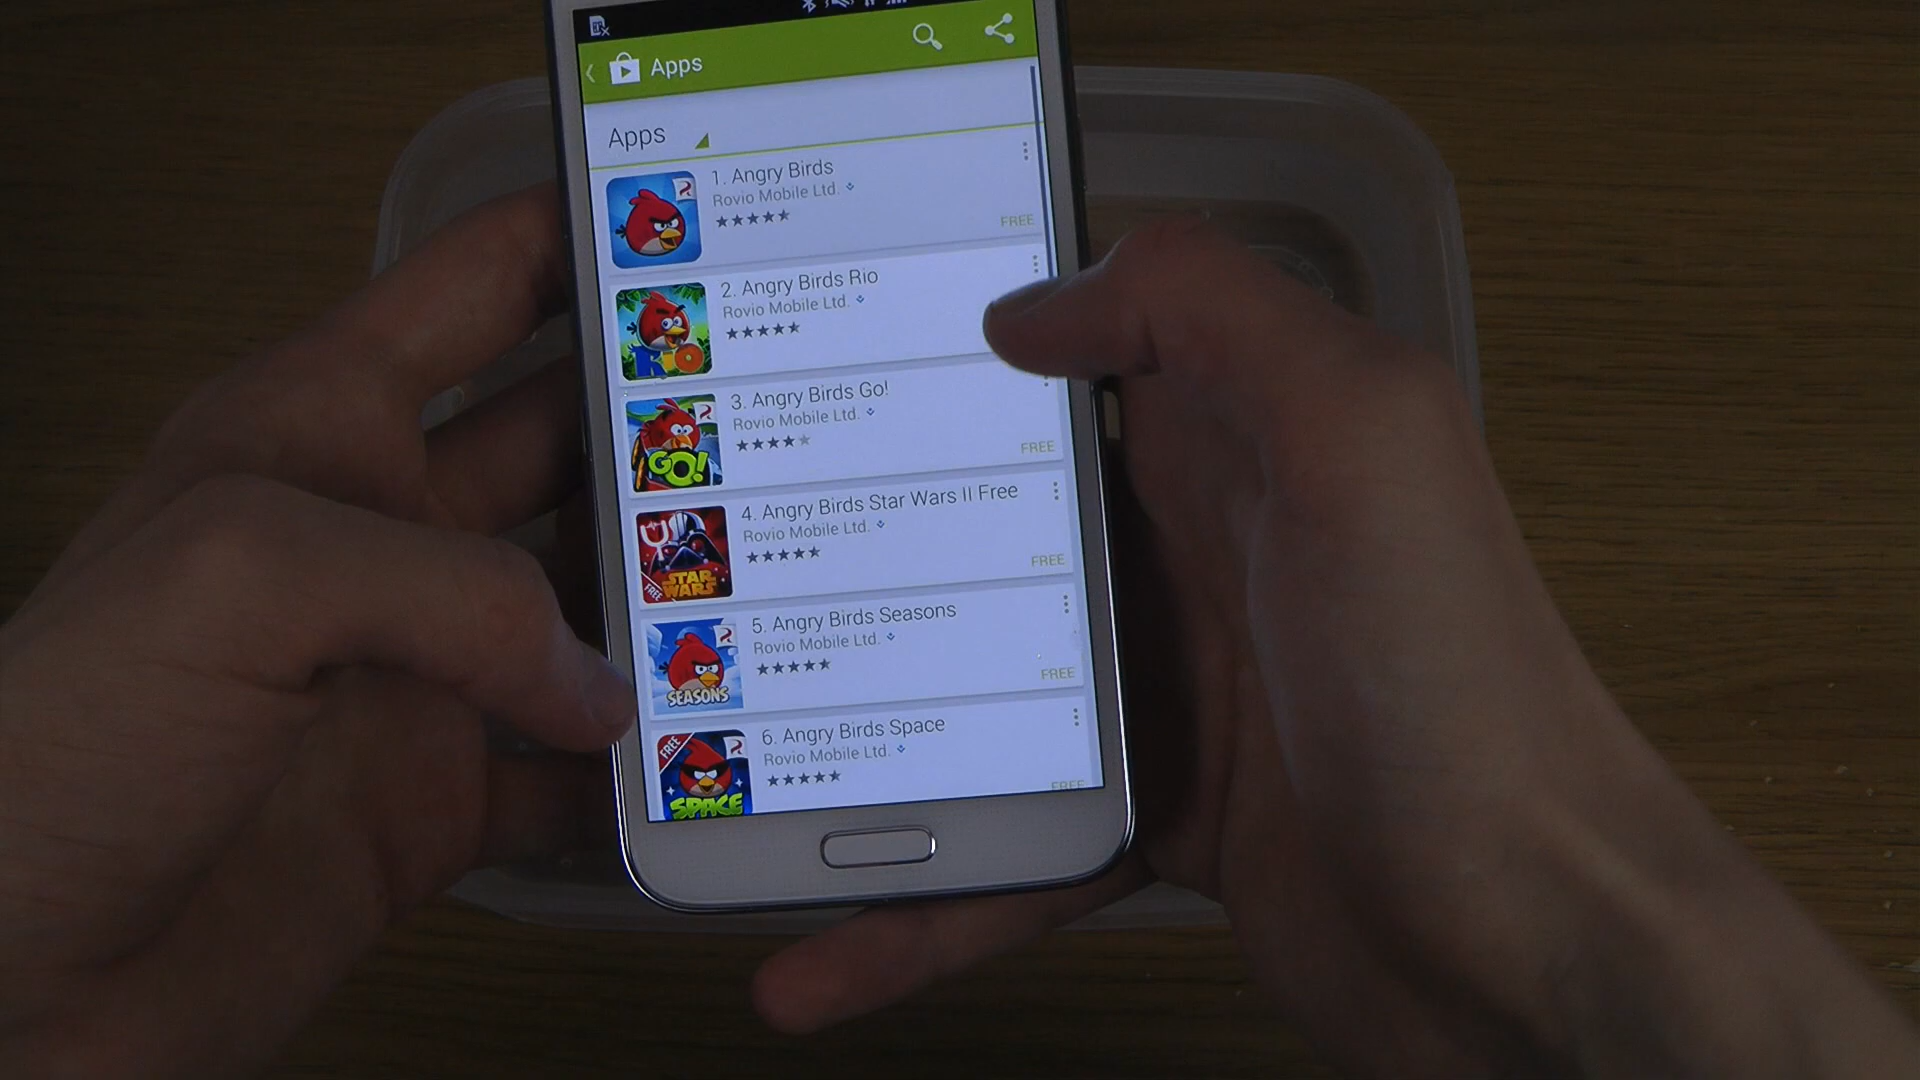 Apps
Apps
1. Angry Birds
Rovio Mobile Ltd.
FREE
2. Angry Birds Rio
Rovio Mobile Ltd.
RIO
3. Angry Birds Go!
Rovio Mobile Ltd.
GO!
FREE
4. Angry Birds Star Wars II Free
Rovio Mobile Ltd.
STAR
WARS
FREE
FREE
5. Angry Birds Seasons
Rovio Mobile Ltd.
SEASONS
FREE
6. Angry Birds Space
Rovio Mobile Ltd.
FREE
SPACE
FREE